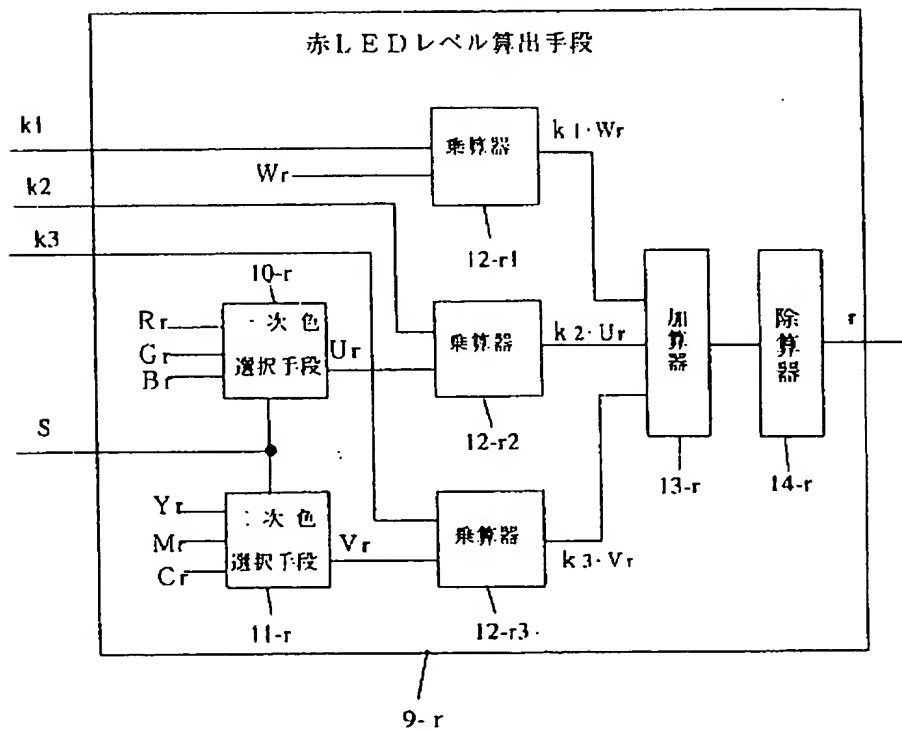 赤LEDレベル算出手段
k1
乗算器
k1·Wr
Wr
k2
12-r1
k3
10-r
Rr
Gr
Br
一次色
選択手段
Ur
乗算器
k2·Ur
加算器
除算器
r
12-r2
S
13-r
14-r
Yr
Mr
Cr
二次色
選択手段
Vr
乗算器
k3·Vr
11-r
12-r3
9-r